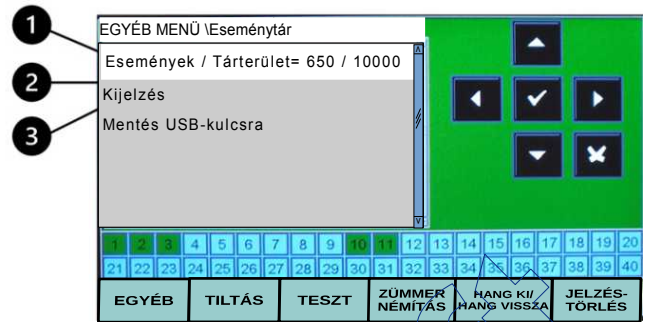 1
EGYÉB MENÜ \Eseménytár
Események / Tárterület= 650 / 10000
2
Kijelzés
3
Mentés USB-kulcsra
1 2 3 4 5 6 7 8 9 10 11 12 13 14 15 16 17 18 19 20
21 22 23 24 25 26 27 28 29 30 31 32 33 34 35 36 37 38 39 40
EGYÉB TILTÁS TESZT ZÜMMER NÉMÍTÁS HANG KI/ HANG VISSZA JELZÉS- TÖRLÉS